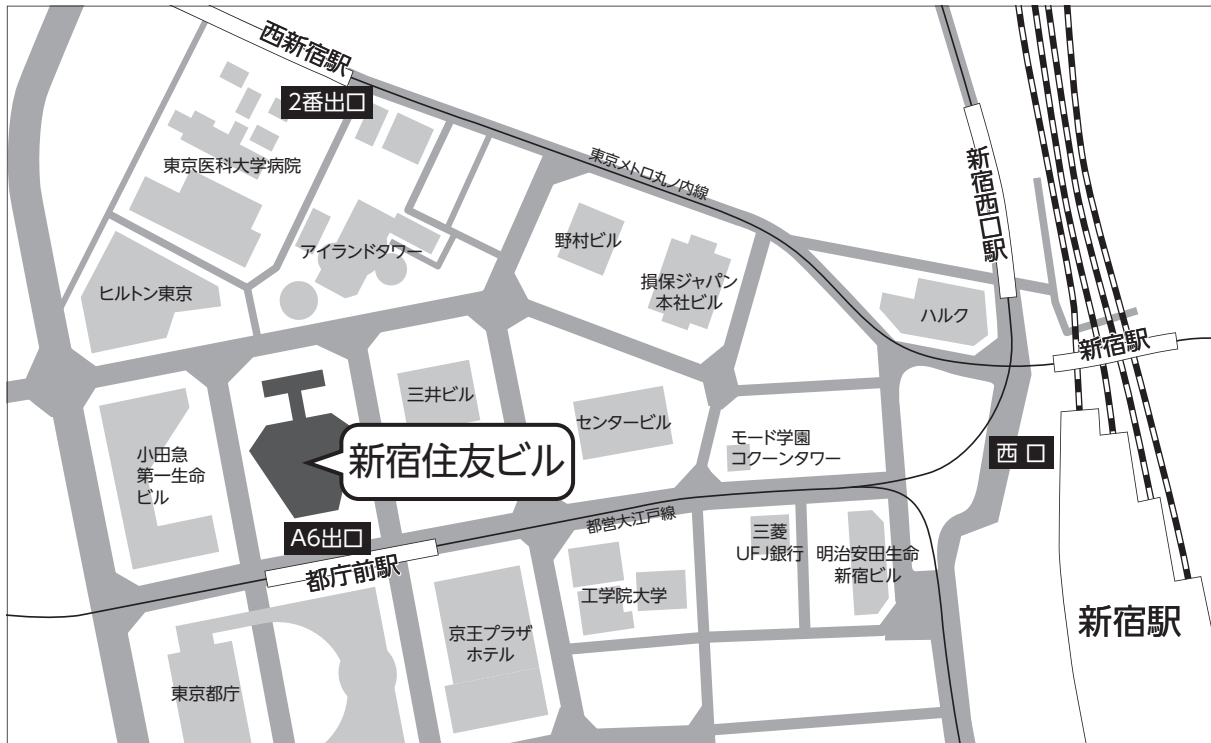 西新宿駅
2番出口
東京医科大学病院
東京メトロ丸ノ内線
新宿西口駅
アイランドタワー
野村ビル
損保ジャパン
本社ビル
ヒルトン東京
ハルク
新宿駅
三井ビル
センタービル
モード学園
コクーンタワー
西口
小田急
第一生命
ビル
新宿住友ビル
A6出口
都庁前駅
都営大江戸線
三菱
UFJ銀行
明治安田生命
新宿ビル
工学院大学
京王プラザ
ホテル
新宿駅
東京都庁